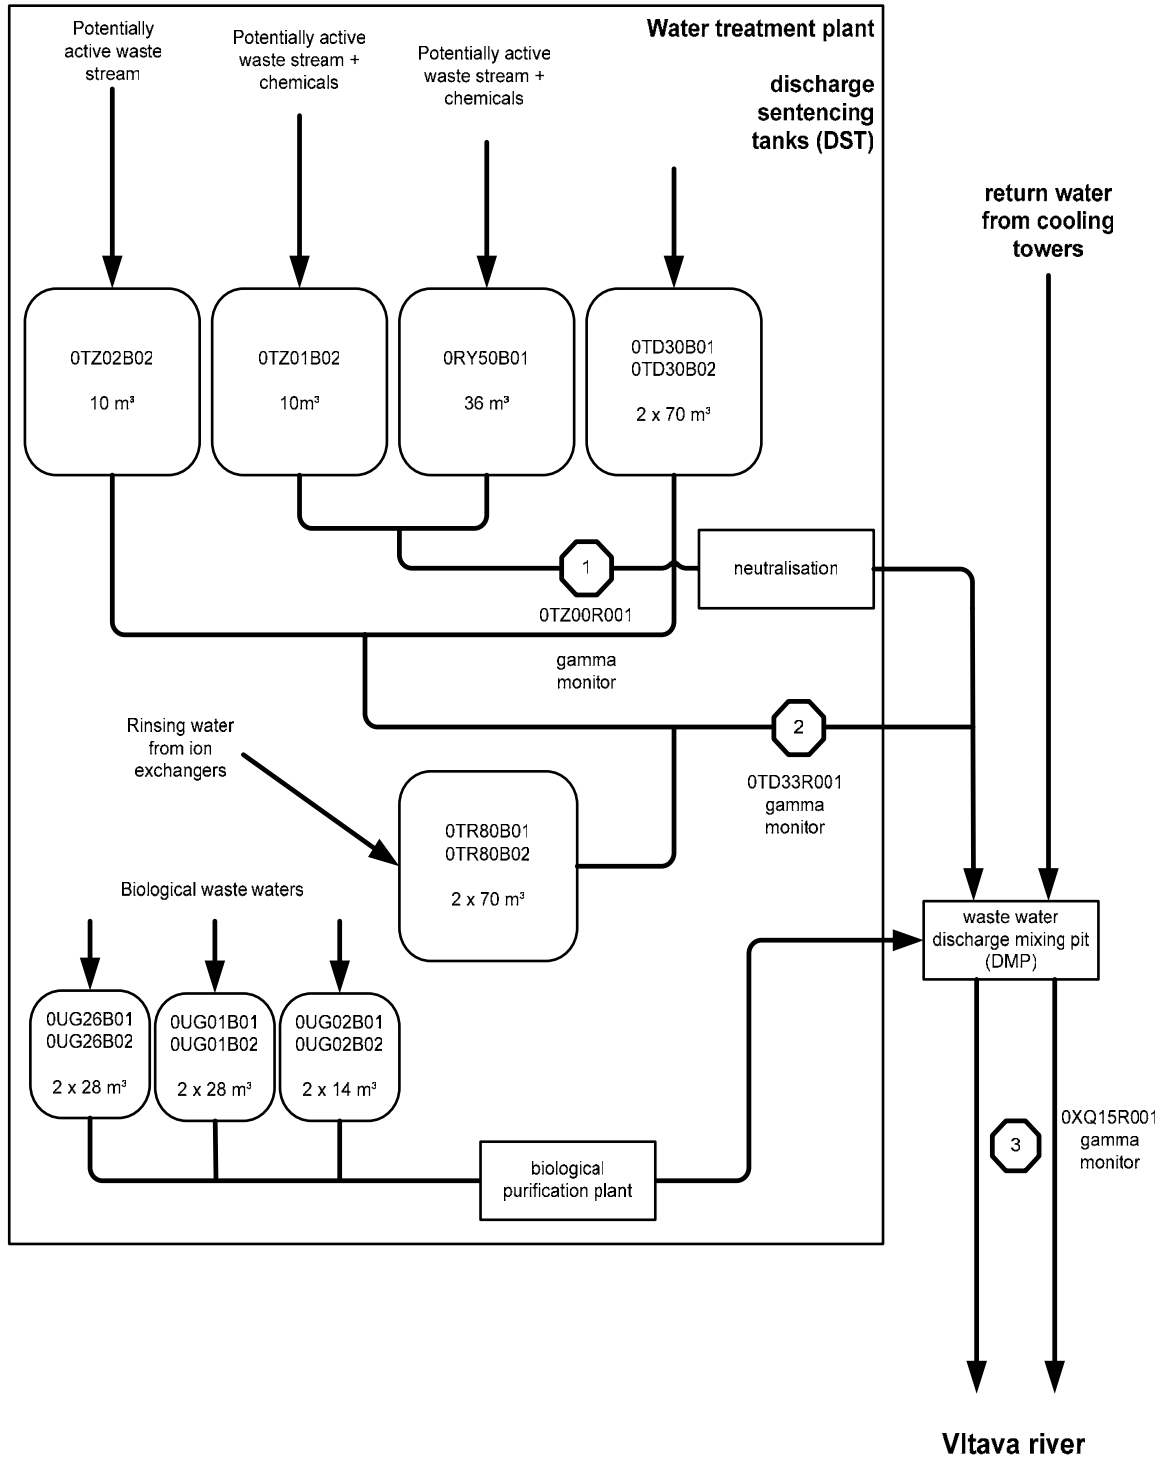 Water treatment plant
discharge
sentencing
tanks (DST)
Potentially
active waste
stream
Potentially active
waste stream +
chemicals
Potentially active
waste stream +
chemicals
return water
from cooling
towers
0TZ02B02
10 m³
0TZ01B02
10m³
0RY50B01
36 m³
0TD30B01
0TD30B02
2 x 70 m³
1
0TZ00R001
gamma
monitor
neutralisation
2
0TD33R001
gamma
monitor
Rinsing water
from ion
exchangers
0TR80B01
0TR80B02
2 x 70 m³
Biological waste waters
0UG26B01
0UG26B02
2 x 28 m³
0UG01B01
0UG01B02
2 x 28 m³
0UG02B01
0UG02B02
2 x 14 m³
biological
purification plant
waste water
discharge mixing pit
(DMP)
3
0XQ15R001
gamma
monitor
Vltava river